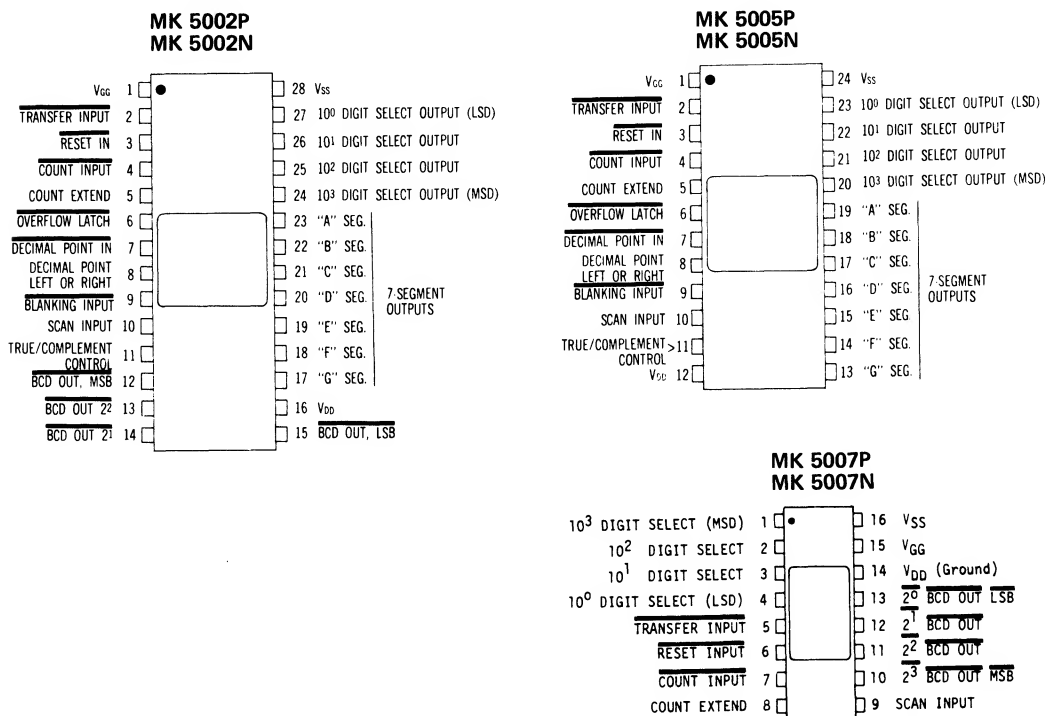 MK 5002P
MK 5002N
VGG 1
TRANSFER INPUT 2
RESET IN 3
COUNT INPUT 4
COUNT EXTEND 5
OVERFLOW LATCH 6
DECIMAL POINT IN 7
DECIMAL POINT
LEFT OR RIGHT 8
BLANKING INPUT 9
SCAN INPUT 10
TRUE/COMPLEMENT
CONTROL 11
BCD OUT, MSB 12
BCD OUT 2² 13
BCD OUT 2¹ 14
28 VSS
27 10⁰ DIGIT SELECT OUTPUT (LSD)
26 10¹ DIGIT SELECT OUTPUT
25 10² DIGIT SELECT OUTPUT
24 10³ DIGIT SELECT OUTPUT (MSD)
23 "A" SEG.
22 "B" SEG.
21 "C" SEG.
20 "D" SEG.
19 "E" SEG.
18 "F" SEG.
17 "G" SEG.
7-SEGMENT
OUTPUTS
16 VDD
15 BCD OUT, LSB
MK 5005P
MK 5005N
VGG 1
TRANSFER INPUT 2
RESET IN 3
COUNT INPUT 4
COUNT EXTEND 5
OVERFLOW LATCH 6
DECIMAL POINT IN 7
DECIMAL POINT
LEFT OR RIGHT 8
BLANKING INPUT 9
SCAN INPUT 10
TRUE/COMPLEMENT >11
CONTROL
VDD 12
24 VSS
23 10⁰ DIGIT SELECT OUTPUT (LSD)
22 10¹ DIGIT SELECT OUTPUT
21 10² DIGIT SELECT OUTPUT
20 10³ DIGIT SELECT OUTPUT (MSD)
19 "A" SEG.
18 "B" SEG.
17 "C" SEG.
16 "D" SEG.
15 "E" SEG.
14 "F" SEG.
13 "G" SEG.
7-SEGMENT
OUTPUTS
MK 5007P
MK 5007N
10³ DIGIT SELECT (MSD) 1
10² DIGIT SELECT 2
10¹ DIGIT SELECT 3
10⁰ DIGIT SELECT (LSD) 4
TRANSFER INPUT 5
RESET INPUT 6
COUNT INPUT 7
COUNT EXTEND 8
16 VSS
15 VGG
14 VDD (Ground)
13 2⁰ BCD OUT LSB
12 2¹ BCD OUT
11 2² BCD OUT
10 2³ BCD OUT MSB
9 SCAN INPUT